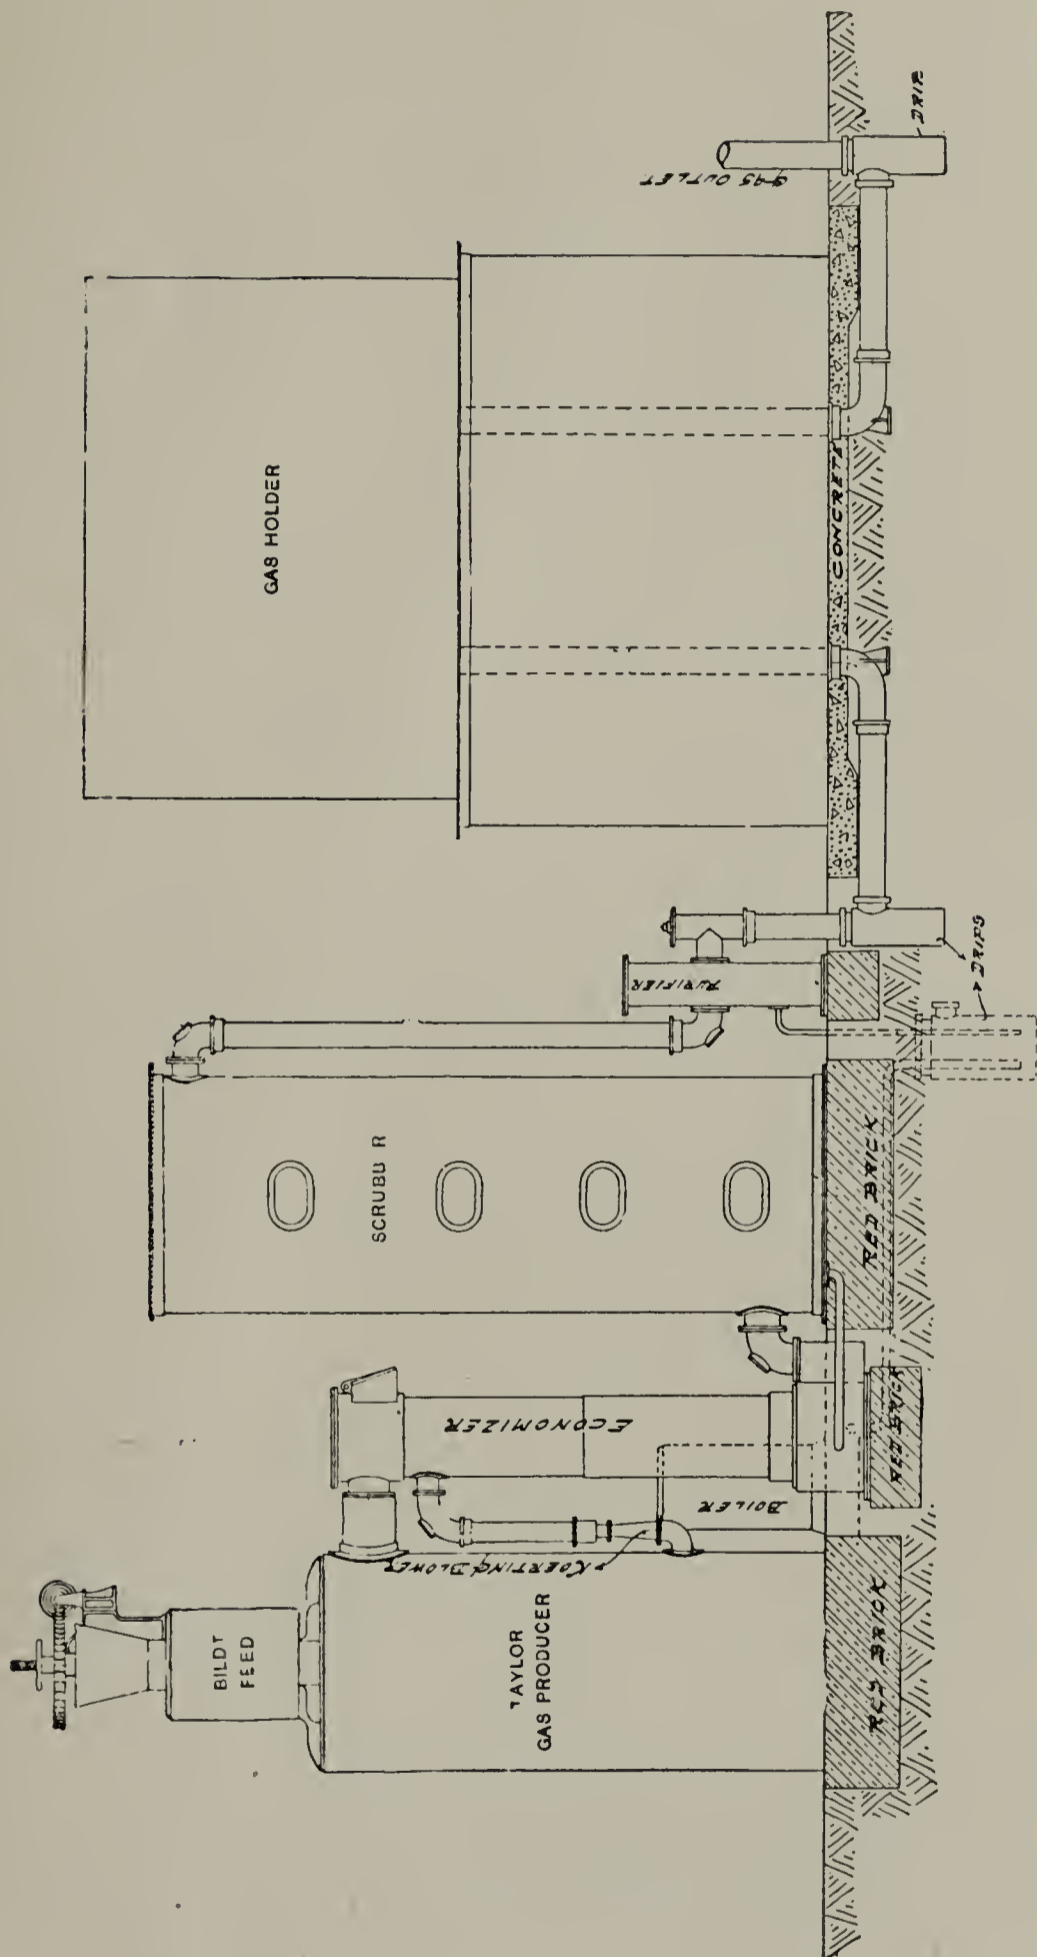 BILDT
FEED
TAYLOR
GAS PRODUCER
KOERTING BLOWER
BOILER
ECONOMIZER
SCRUBB R
PURIFIER
GAS HOLDER
GAS OUTLET
DRIP
DRIPS
CONCRETE
RED BRICK
RED BRICK
RED BRICK